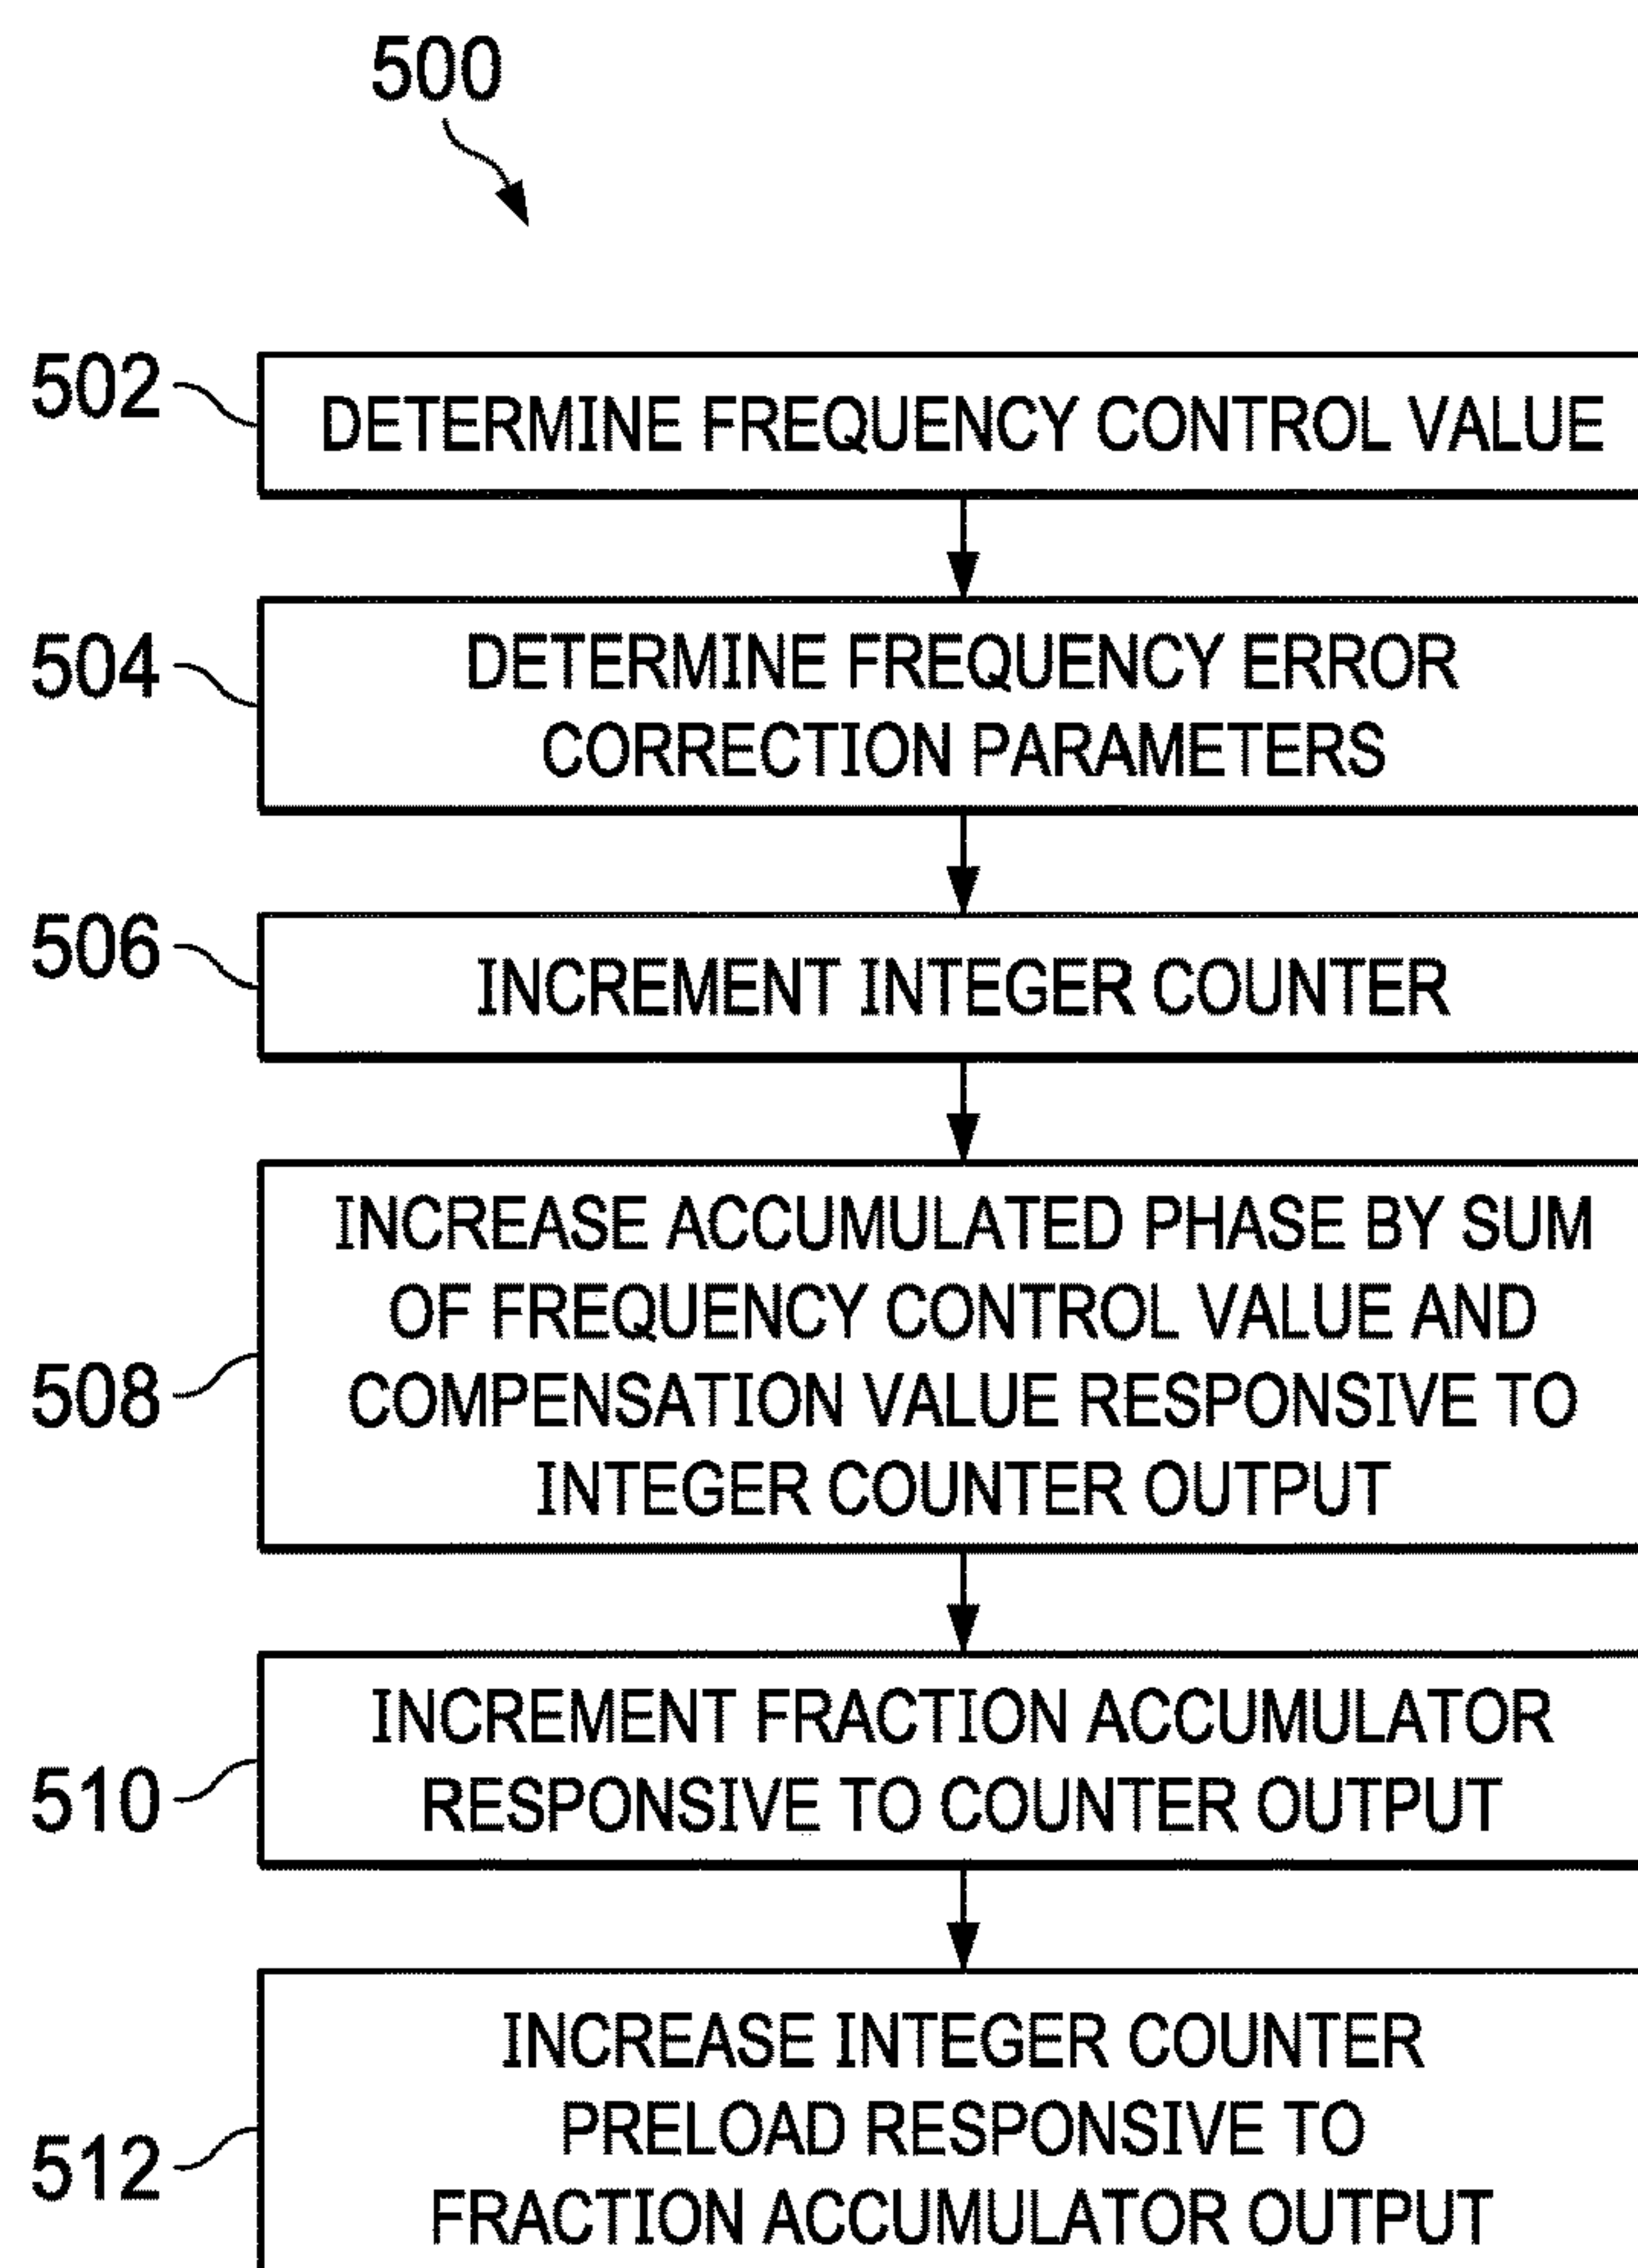 500
502
DETERMINE FREQUENCY CONTROL VALUE
504
DETERMINE FREQUENCY ERROR
CORRECTION PARAMETERS
506
INCREMENT INTEGER COUNTER
508
INCREASE ACCUMULATED PHASE BY SUM
OF FREQUENCY CONTROL VALUE AND
COMPENSATION VALUE RESPONSIVE TO
INTEGER COUNTER OUTPUT
510
INCREMENT FRACTION ACCUMULATOR
RESPONSIVE TO COUNTER OUTPUT
512
INCREASE INTEGER COUNTER
PRELOAD RESPONSIVE TO
FRACTION ACCUMULATOR OUTPUT